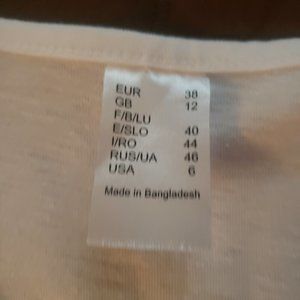 EUR 38
GB 12
F/B/LU
E/SLO 40
I/RO 44
RUS/UA 46
USA 6
Made in Bangladesh